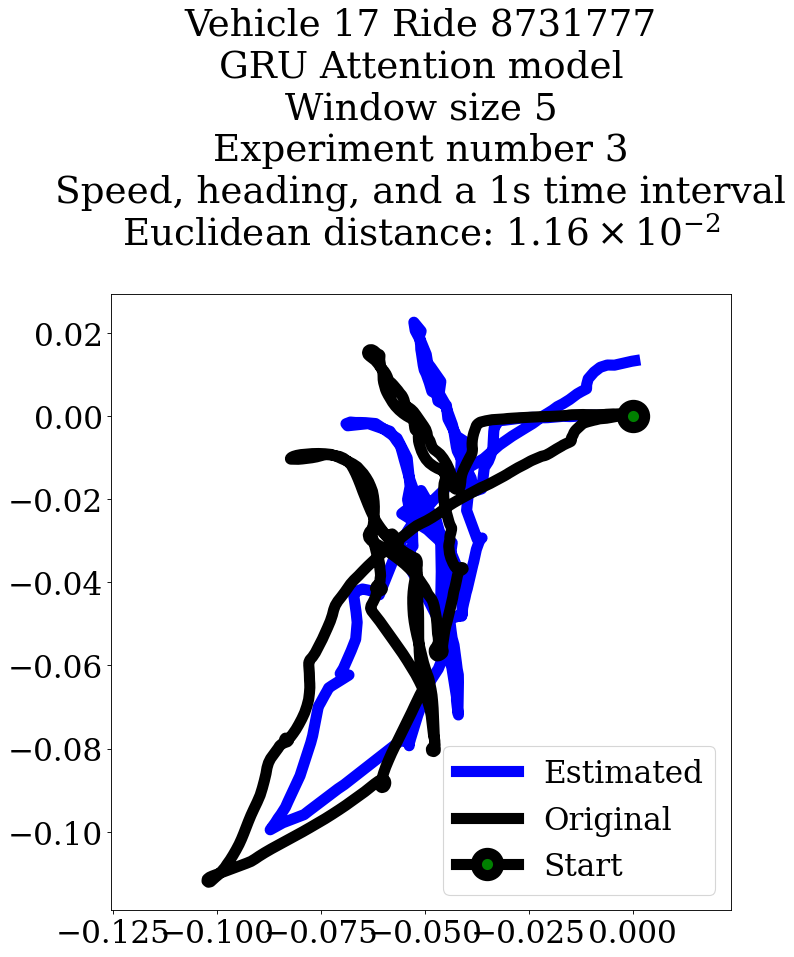 Vehicle 17 Ride 8731777
GRU Attention model
Window size 5
Experiment number 3
Speed, heading, and a 1s time interval
Euclidean distance: 1.16 × 10⁻²
0.02
0.00
−0.02
−0.04
−0.06
−0.08
−0.10
Estimated
Original
Start
−0.125 −0.100 −0.075 −0.050 −0.025 0.000